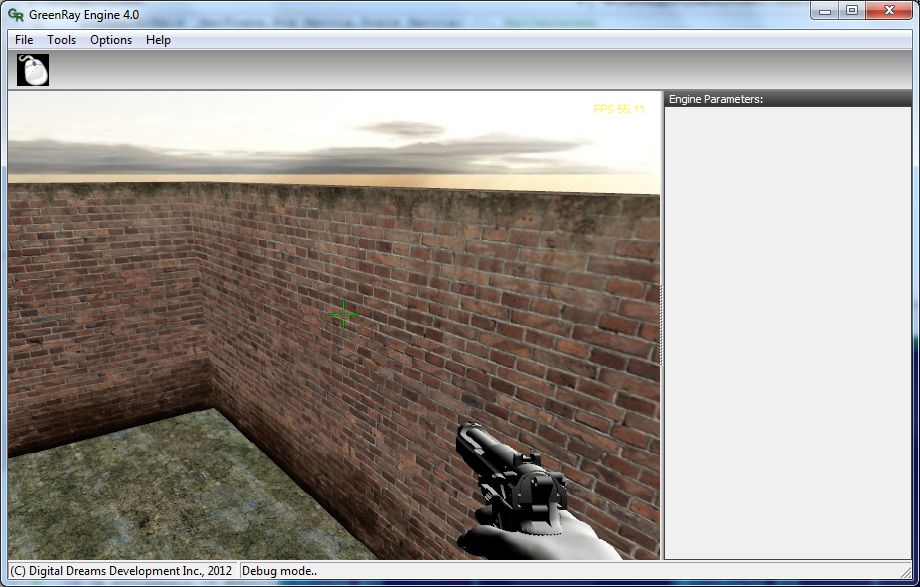 GR GreenRay Engine 4.0
File Tools Options Help
FPS 55.11
Engine Parameters:
(C) Digital Dreams Development Inc., 2012 Debug mode..